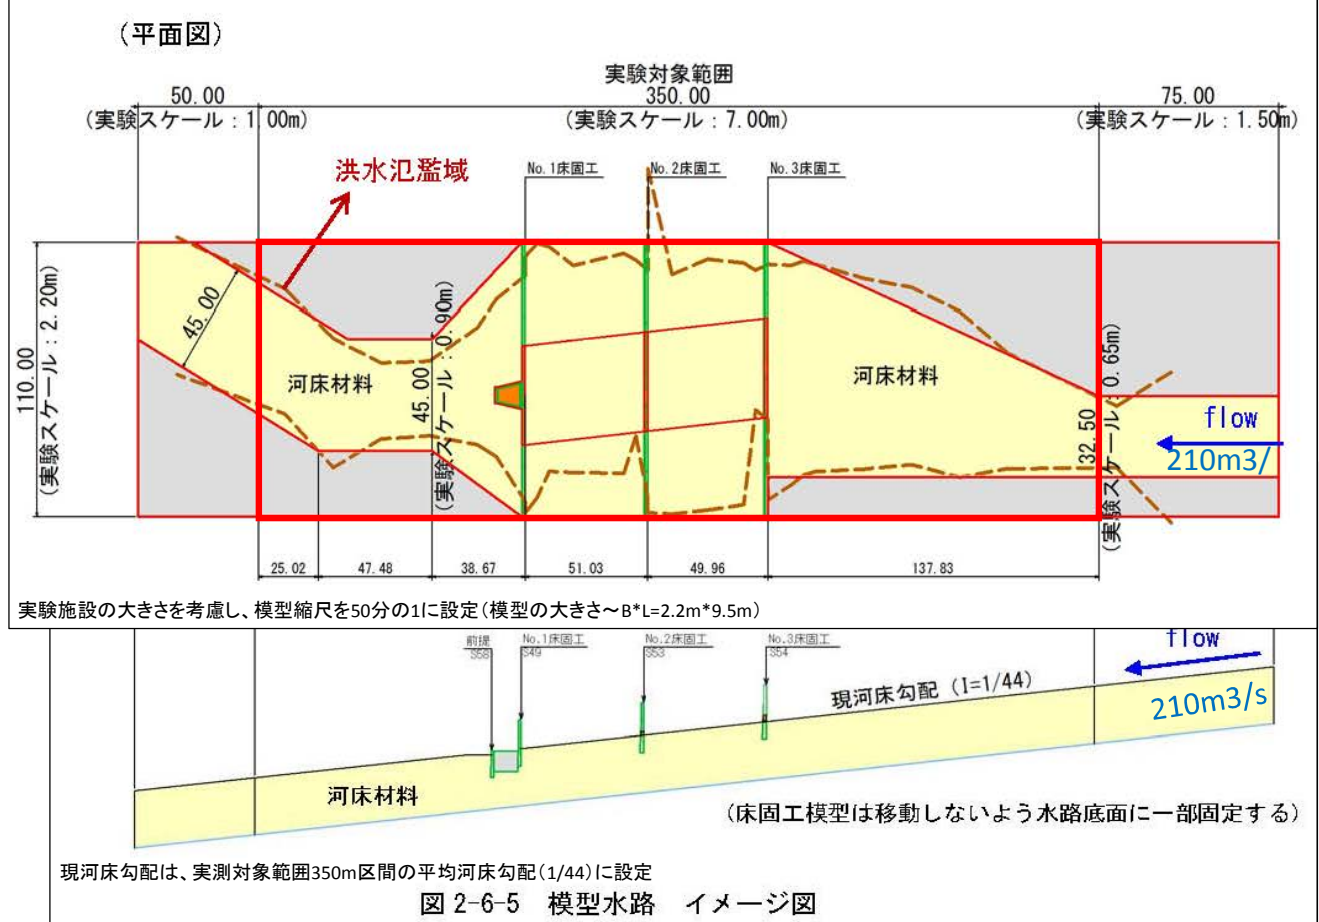 (平面図)
実験対象範囲
50.00
350.00
75.00
(実験スケール：1.00m)
(実験スケール：7.00m)
(実験スケール：1.50m)
洪水氾濫域
No.1床固工
No.2床固工
No.3床固工
110.00
(実験スケール：2.20m)
45.00
45.00
(実験スケール：0.90m)
河床材料
河床材料
32.50
(実験スケール：0.65m)
flow
210m3/
25.02
47.48
38.67
51.03
49.96
137.83
実験施設の大きさを考慮し、模型縮尺を50分の1に設定(模型の大きさ～B*L=2.2m*9.5m)
前堤
No.1床固工
S49
No.2床固工
S53
No.3床固工
S54
flow
現河床勾配 (I=1/44)
210m3/s
河床材料
(床固工模型は移動しないよう水路底面に一部固定する)
現河床勾配は、実測対象範囲350m区間の平均河床勾配(1/44)に設定
図 2-6-5 模型水路 イメージ図